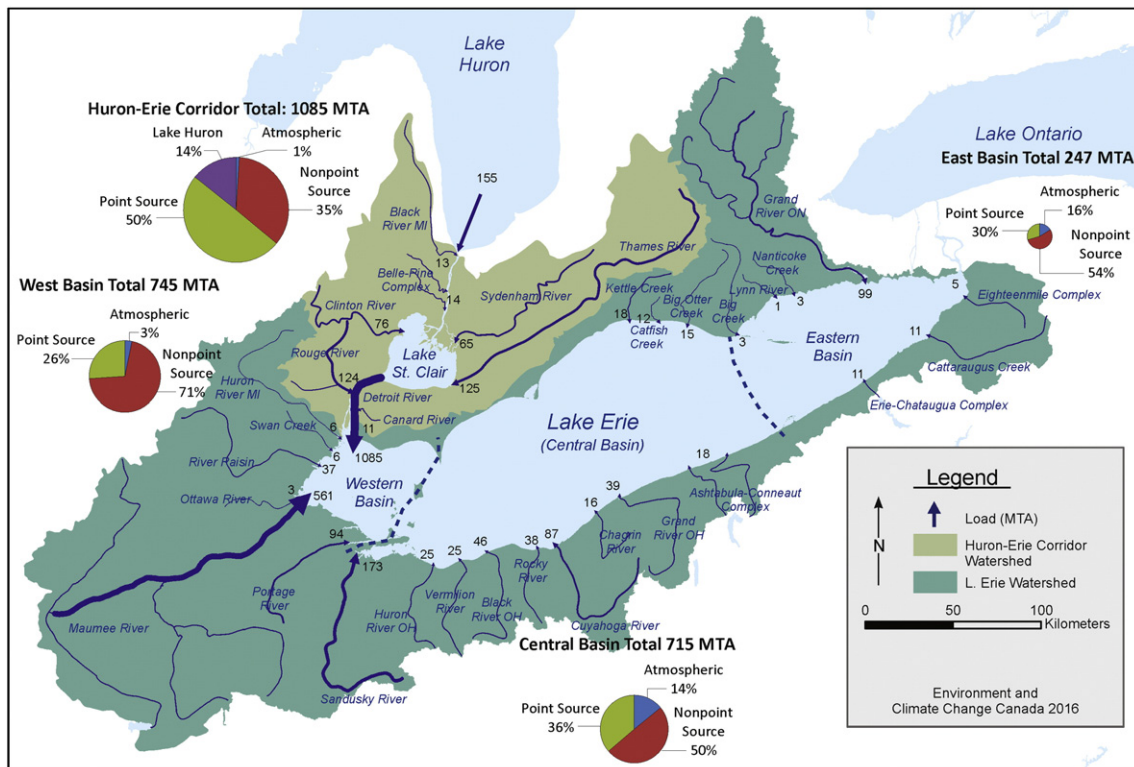 Lake
Huron
Huron-Erie Corridor Total: 1085 MTA
Lake Huron
14%
Atmospheric
1%
Nonpoint
Source
35%
Point Source
50%
Lake Ontario
East Basin Total 247 MTA
Atmospheric
16%
Point Source
30%
Nonpoint
Source
54%
West Basin Total 745 MTA
Atmospheric
3%
Point Source
26%
Nonpoint
Source
71%
155
Black
River MI
13
Belle-Rine
Complex
14
Clinton River
76
Sydenham River
65
Thames River
125
Rouge River
124
Lake
St. Clair
Detroit River
Canard River
11
Huron
River MI
6
Swan Creek
6
1085
River Raisin
37
Ottawa River
3
561
Western
Basin
94
173
Maumee River
Portage
River
Sandusky River
Grand
River ON
99
Nanticoke
Creek
3
Lynn River
1
Kettle Creek
18
Big Otter
Creek
12
Catfish
Creek
15
Big
Creek
3
Eastern
Basin
5
Eighteenmile Complex
11
Cattaraugus Creek
11
Erie-Chataugua Complex
Lake Erie
(Central Basin)
18
Ashtabula-Conneaut
Complex
39
Grand
River OH
16
Chagrin
River
87
Cuyahoga River
38
Rocky
River
46
Black
River OH
25
Vermilion
River
25
Huron
River OH
Central Basin Total 715 MTA
Atmospheric
14%
Point Source
36%
Nonpoint
Source
50%
Legend
N
Load (MTA)
Huron-Erie Corridor
Watershed
L. Erie Watershed
0 50 100
Kilometers
Environment and
Climate Change Canada 2016